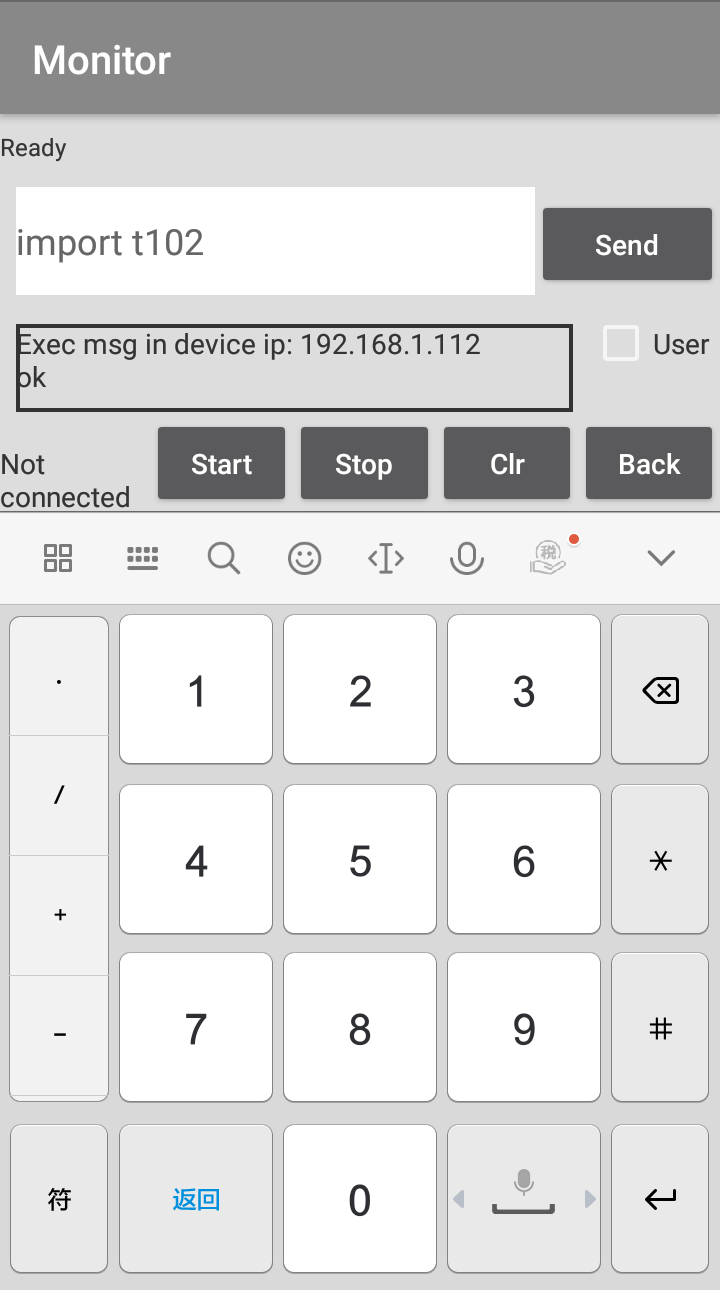 Monitor
Ready
import t102
Send
Exec msg in device ip: 192.168.1.112
ok
User
Not
connected
Start
Stop
Clr
Back
税
.
1
2
3
/
4
5
6
*
+
7
8
9
#
-
符
返回
0